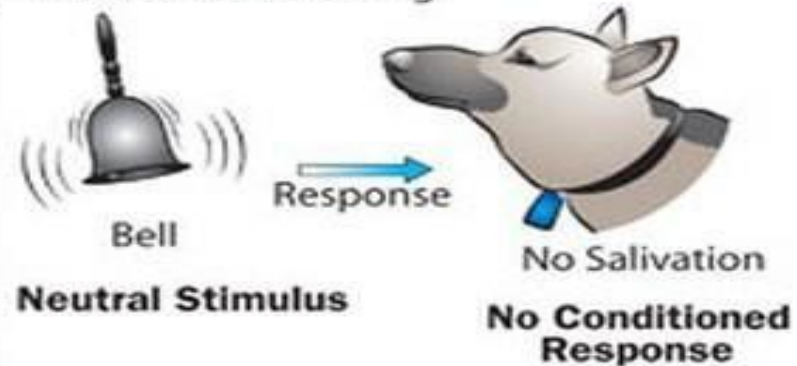 Response
Bell
No Salivation
Neutral Stimulus
No Conditioned
Response